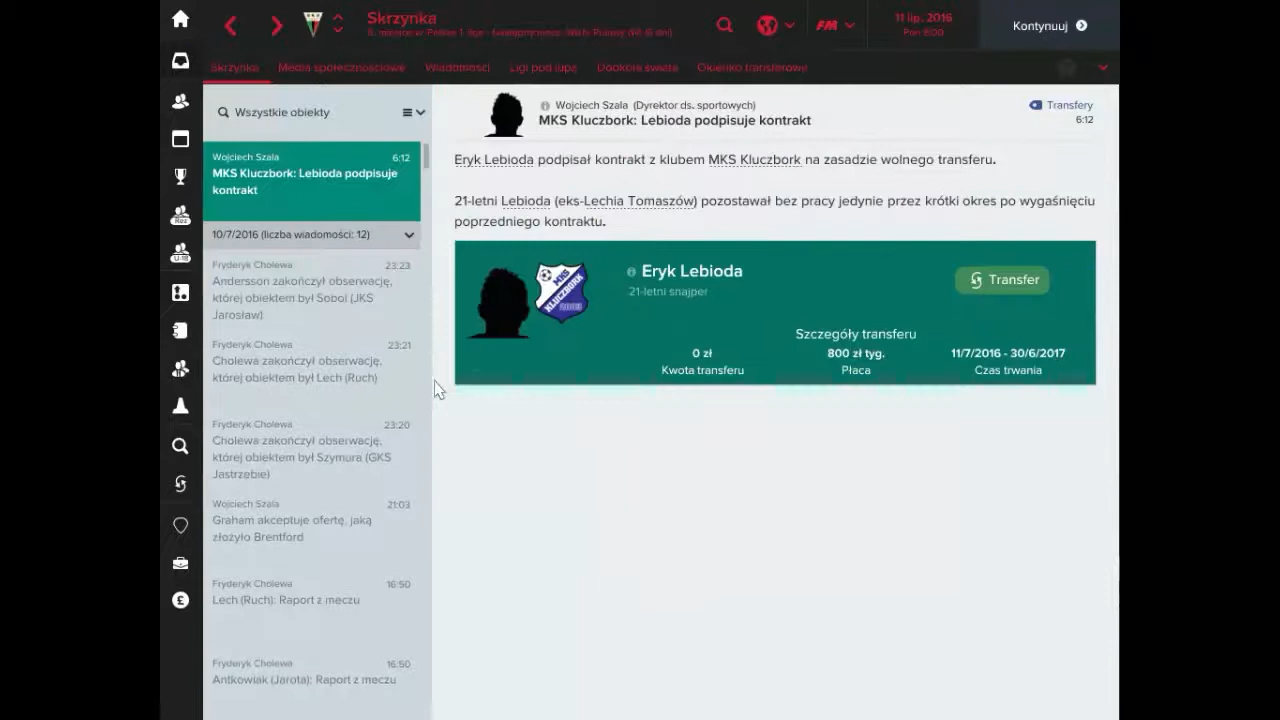 Skrzynka
11 lip. 2016
Pon 6:00
Kontynuuj
Skrzynka
Media społecznościowe
Wiadomości
Ligi pod lupą
Dookoła świata
Okienko transferowe
Wszystkie obiekty
Wojciech Szala
6:12
MKS Kluczbork: Lebioda podpisuje
kontrakt
10/7/2016 (liczba wiadomości: 12)
Fryderyk Cholewa
23:23
Andersson zakończył obserwację,
której obiektem był Sobol (JKS
Jarosław)
Fryderyk Cholewa
23:21
Cholewa zakończył obserwację,
której obiektem był Lech (Ruch)
Fryderyk Cholewa
23:20
Cholewa zakończył obserwację,
której obiektem był Szymura (GKS
Jastrzebie)
Wojciech Szala
21:03
Graham akceptuje ofertę, jaką
złożyło Brentford
Fryderyk Cholewa
16:50
Lech (Ruch): Raport z meczu
Fryderyk Cholewa
16:50
Antkowiak (Jarota): Raport z meczu
Wojciech Szala (Dyrektor ds. sportowych)
MKS Kluczbork: Lebioda podpisuje kontrakt
Transfery
6:12
Eryk Lebioda podpisał kontrakt z klubem MKS Kluczbork na zasadzie wolnego transferu.
21-letni Lebioda (eks-Lechia Tomaszów) pozostawał bez pracy jedynie przez krótki okres po wygaśnięciu
poprzedniego kontraktu.
MKS
KLUCZBORK
2003
Eryk Lebioda
21-letni snajper
Transfer
Szczegóły transferu
0 zł
800 zł tyg.
11/7/2016 - 30/6/2017
Kwota transferu
Płaca
Czas trwania